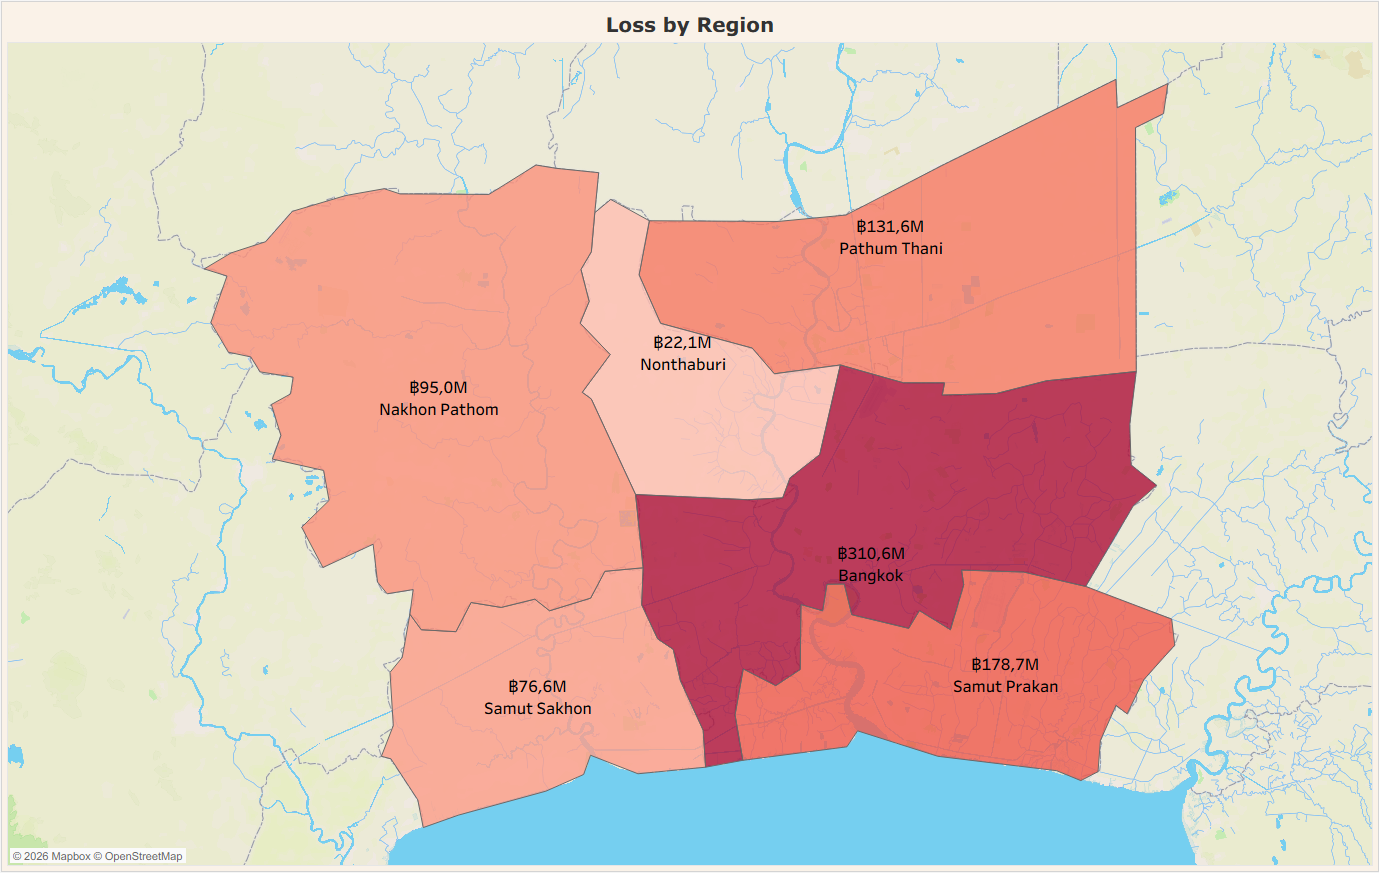 Loss by Region
฿131,6M
Pathum Thani
฿22,1M
Nonthaburi
฿95,0M
Nakhon Pathom
฿310,6M
Bangkok
฿178,7M
Samut Prakan
฿76,6M
Samut Sakhon
© 2026 Mapbox © OpenStreetMap